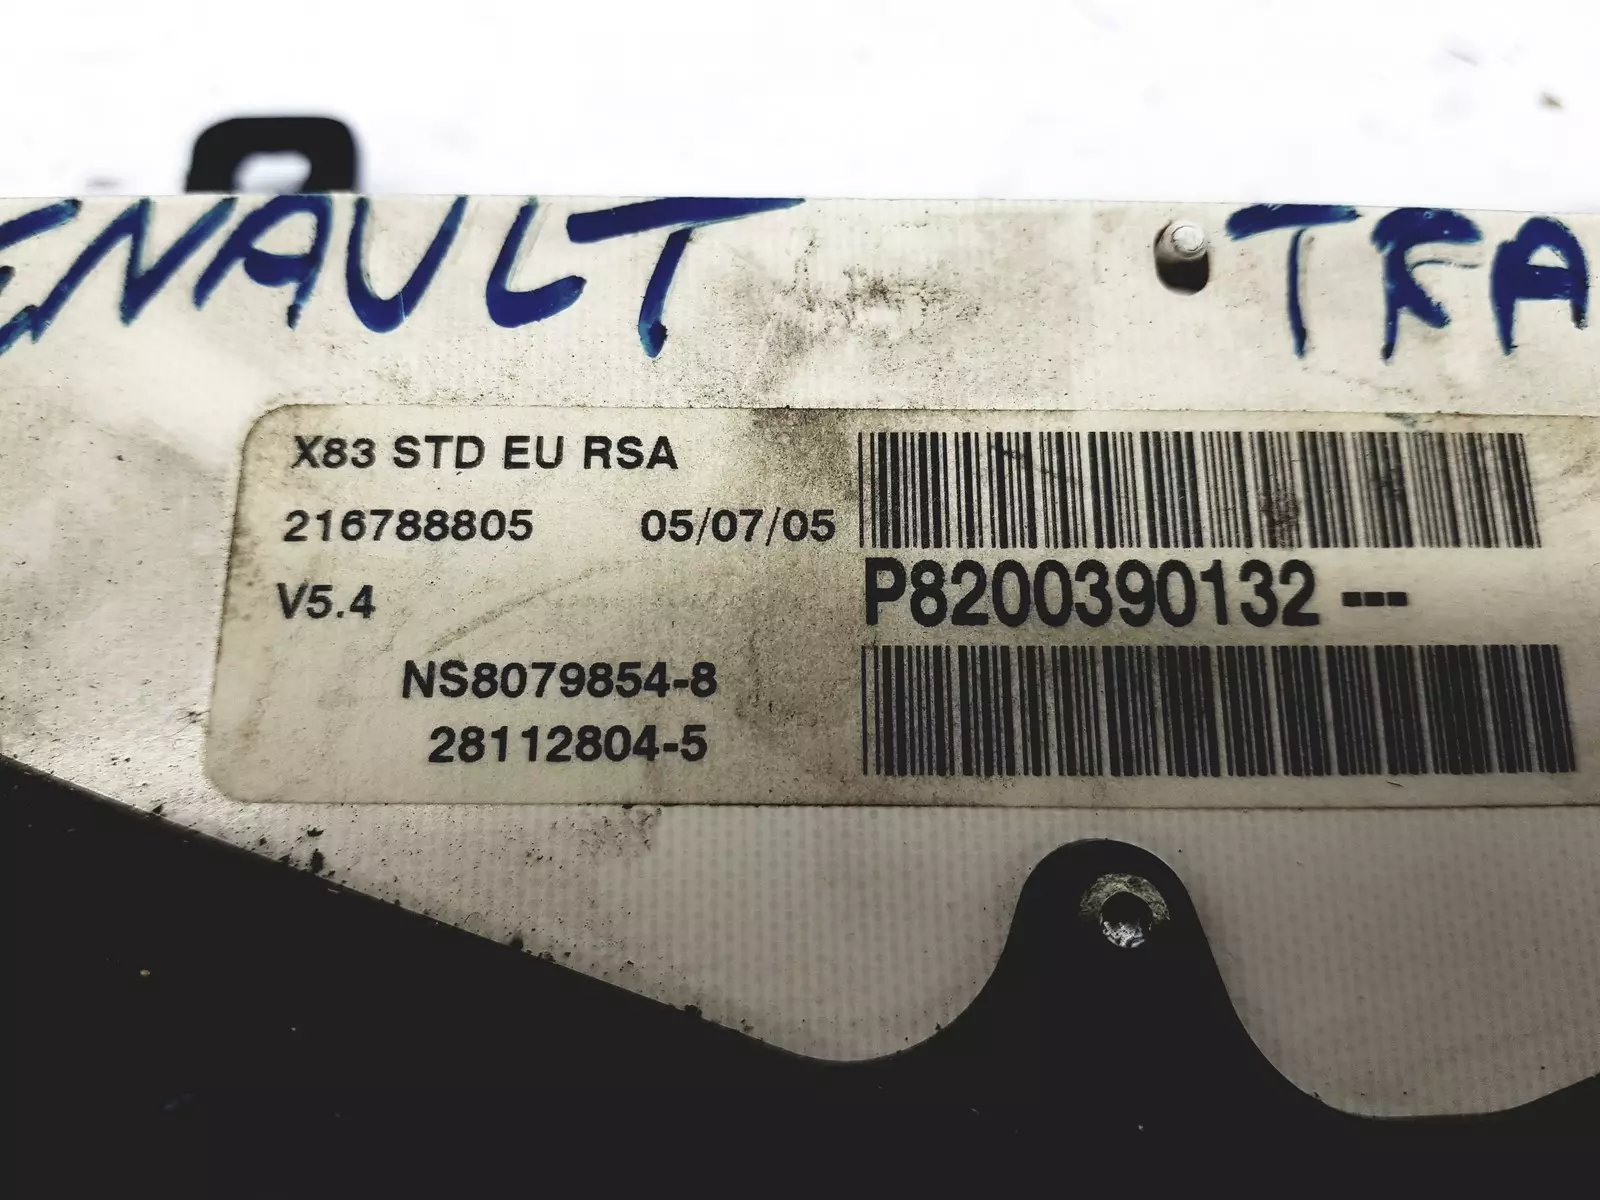 ENAULT TRA
X83 STD EU RSA
216788805 05/07/05
V5.4
P8200390132 ---
NS8079854-8
28112804-5